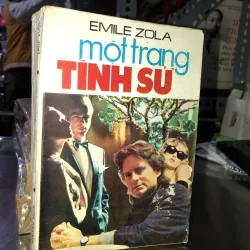 EMILE ZOLA
một trang
TÌNH SỬ